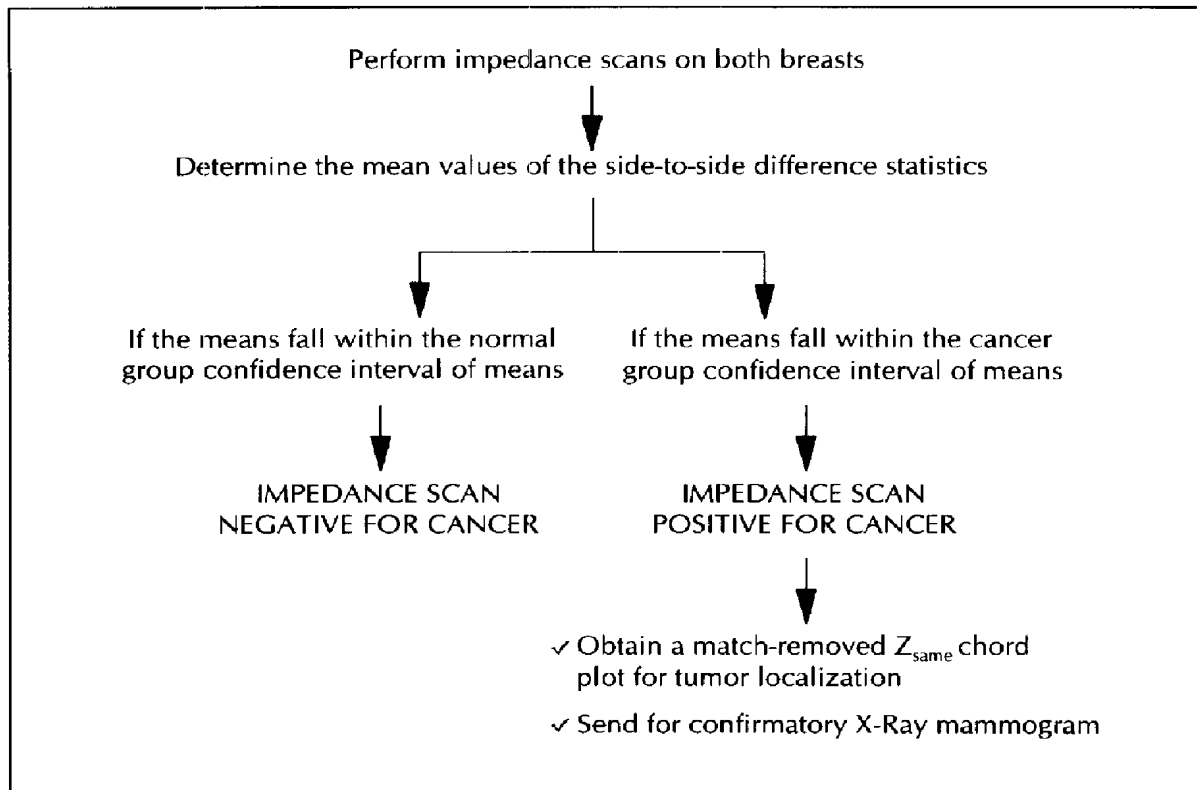 Perform impedance scans on both breasts
Determine the mean values of the side-to-side difference statistics
If the means fall within the normal
group confidence interval of means
If the means fall within the cancer
group confidence interval of means
IMPEDANCE SCAN
NEGATIVE FOR CANCER
IMPEDANCE SCAN
POSITIVE FOR CANCER
✓ Obtain a match-removed Zsame chord
plot for tumor localization
✓ Send for confirmatory X-Ray mammogram